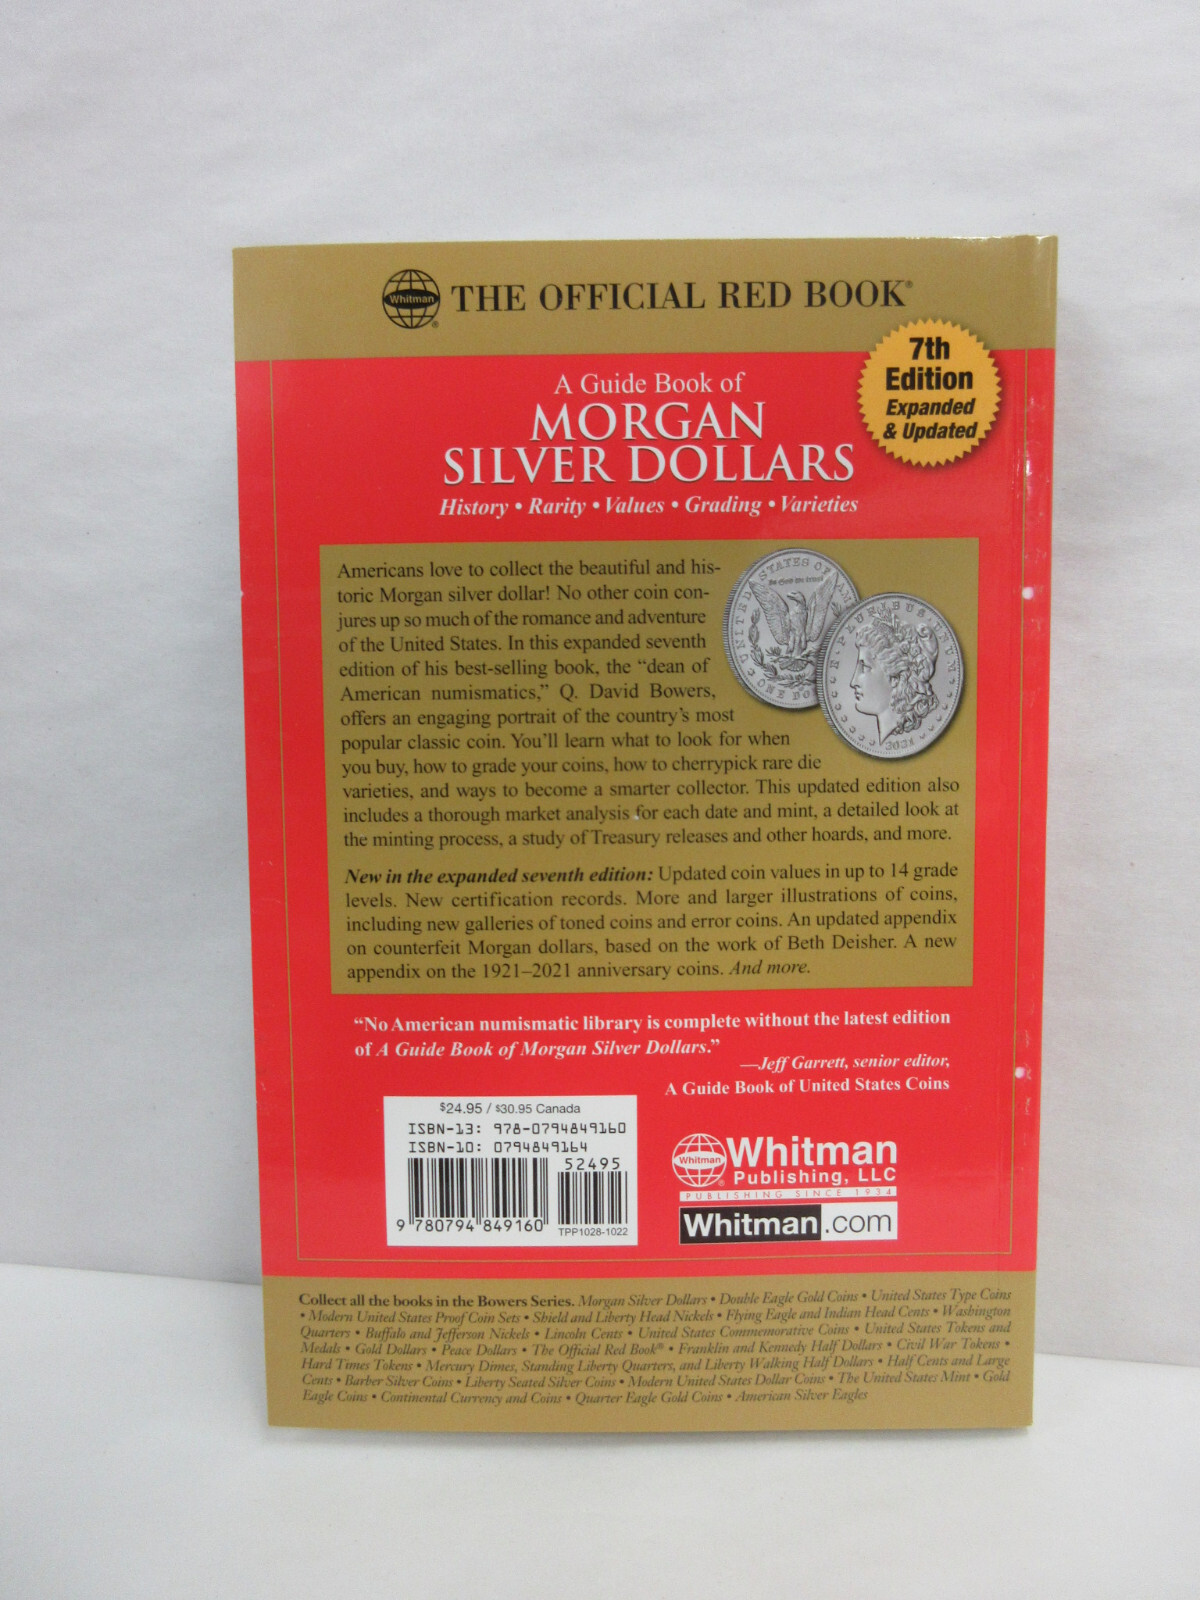 Whitman ® THE OFFICIAL RED BOOK®
7th
Edition
Expanded
& Updated
A Guide Book of
MORGAN
SILVER DOLLARS
History • Rarity • Values • Grading • Varieties
Americans love to collect the beautiful and his-
toric Morgan silver dollar! No other coin con-
jures up so much of the romance and adventure
of the United States. In this expanded seventh
edition of his best-selling book, the “dean of
American numismatics,” Q. David Bowers,
offers an engaging portrait of the country’s most
popular classic coin. You’ll learn what to look for when
you buy, how to grade your coins, how to cherrypick rare die
varieties, and ways to become a smarter collector. This updated edition also
includes a thorough market analysis for each date and mint, a detailed look at
the minting process, a study of Treasury releases and other hoards, and more.
UNITED STATES OF
In God we trust
ONE DO
E·PLURIBUS·UNUM
2021
New in the expanded seventh edition: Updated coin values in up to 14 grade
levels. New certification records. More and larger illustrations of coins,
including new galleries of toned coins and error coins. An updated appendix
on counterfeit Morgan dollars, based on the work of Beth Deisher. A new
appendix on the 1921–2021 anniversary coins. And more.
“No American numismatic library is complete without the latest edition
of A Guide Book of Morgan Silver Dollars.”
—Jeff Garrett, senior editor,
A Guide Book of United States Coins
$24.95 / $30.95 Canada
ISBN-13: 978-0794849160
ISBN-10: 0794849164
52495
9 780794 849160
TPP1028-1022
Whitman ® Whitman
Publishing, LLC
PUBLISHING SINCE 1934
Whitman.com
Collect all the books in the Bowers Series. Morgan Silver Dollars • Double Eagle Gold Coins • United States Type Coins
• Modern United States Proof Coin Sets • Shield and Liberty Head Nickels • Flying Eagle and Indian Head Cents • Washington
Quarters • Buffalo and Jefferson Nickels • Lincoln Cents • United States Commemorative Coins • United States Tokens and
Medals • Gold Dollars • Peace Dollars • The Official Red Book® • Franklin and Kennedy Half Dollars • Civil War Tokens •
Hard Times Tokens • Mercury Dimes, Standing Liberty Quarters, and Liberty Walking Half Dollars • Half Cents and Large
Cents • Barber Silver Coins • Liberty Seated Silver Coins • Modern United States Dollar Coins • The United States Mint • Gold
Eagle Coins • Continental Currency and Coins • Quarter Eagle Gold Coins • American Silver Eagles